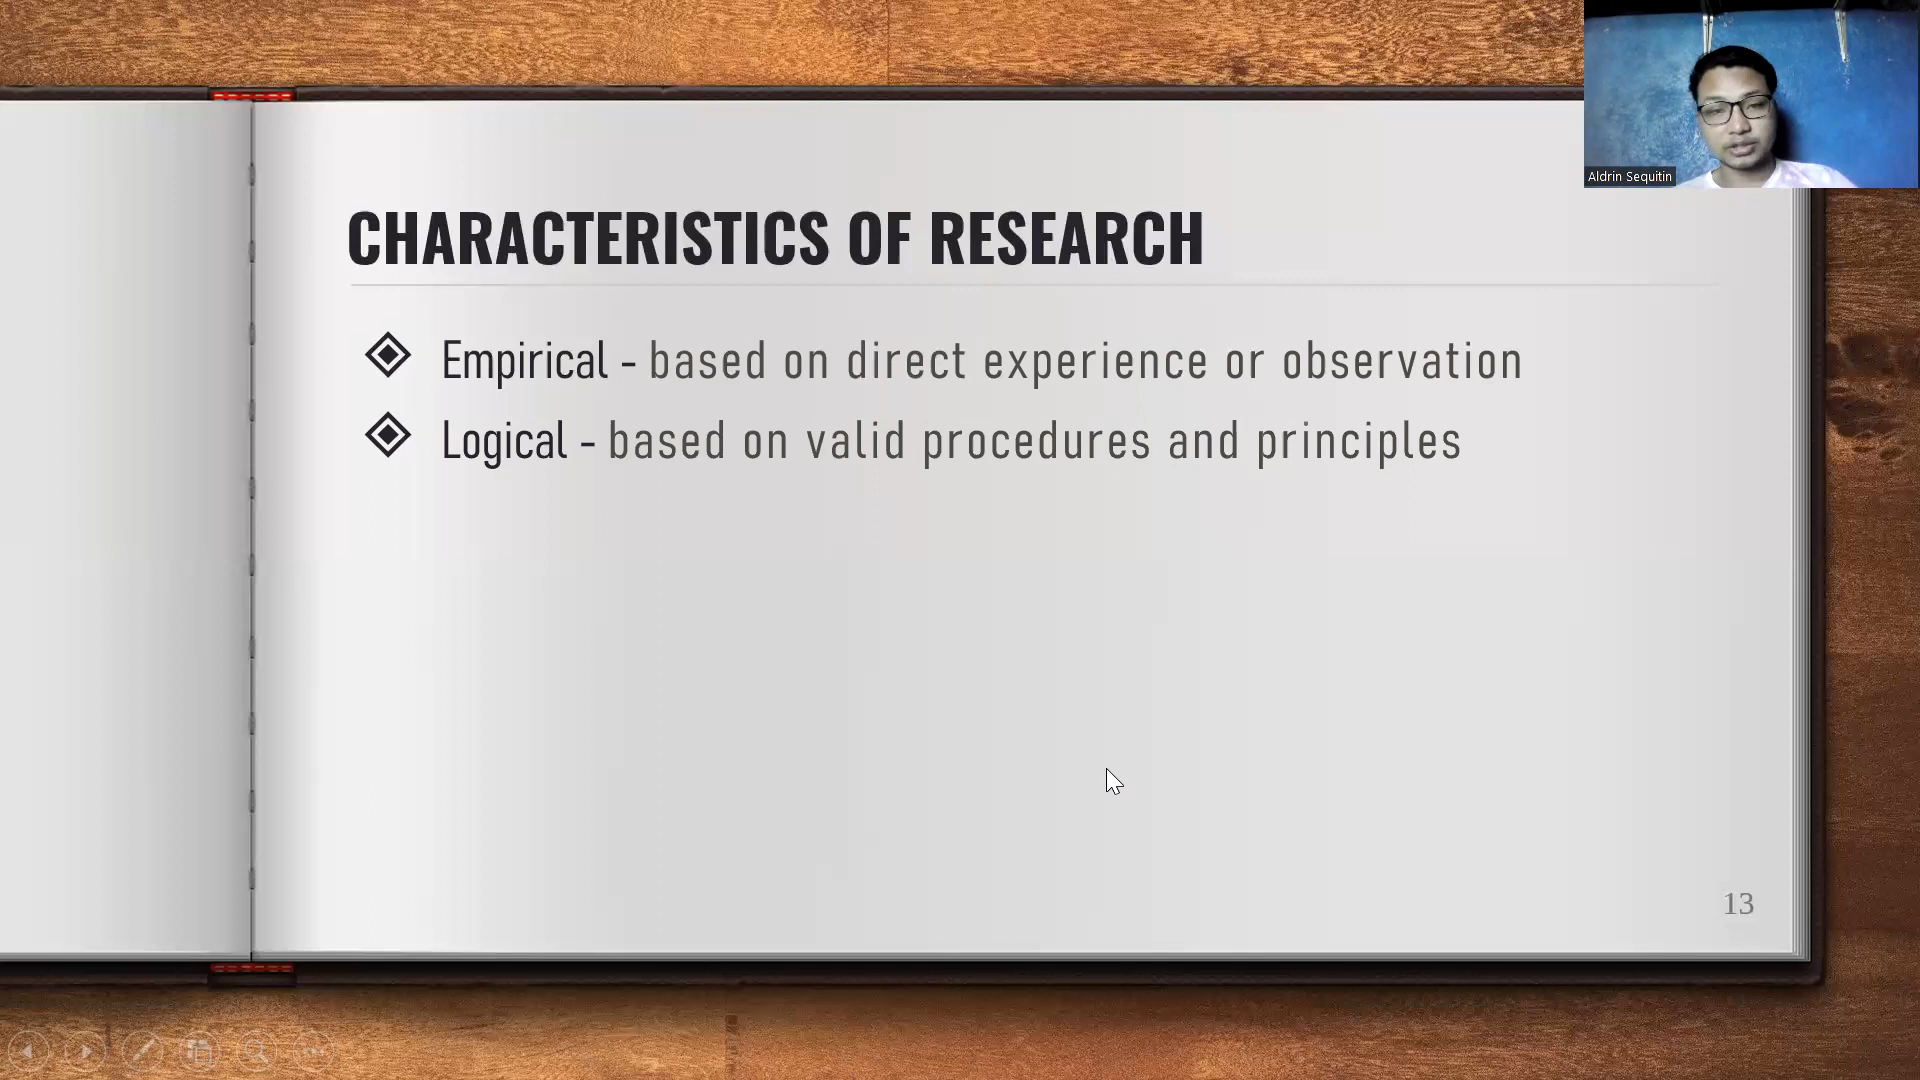 Aldrin Sequitin
CHARACTERISTICS OF RESEARCH
Empirical - based on direct experience or observation
Logical - based on valid procedures and principles
13